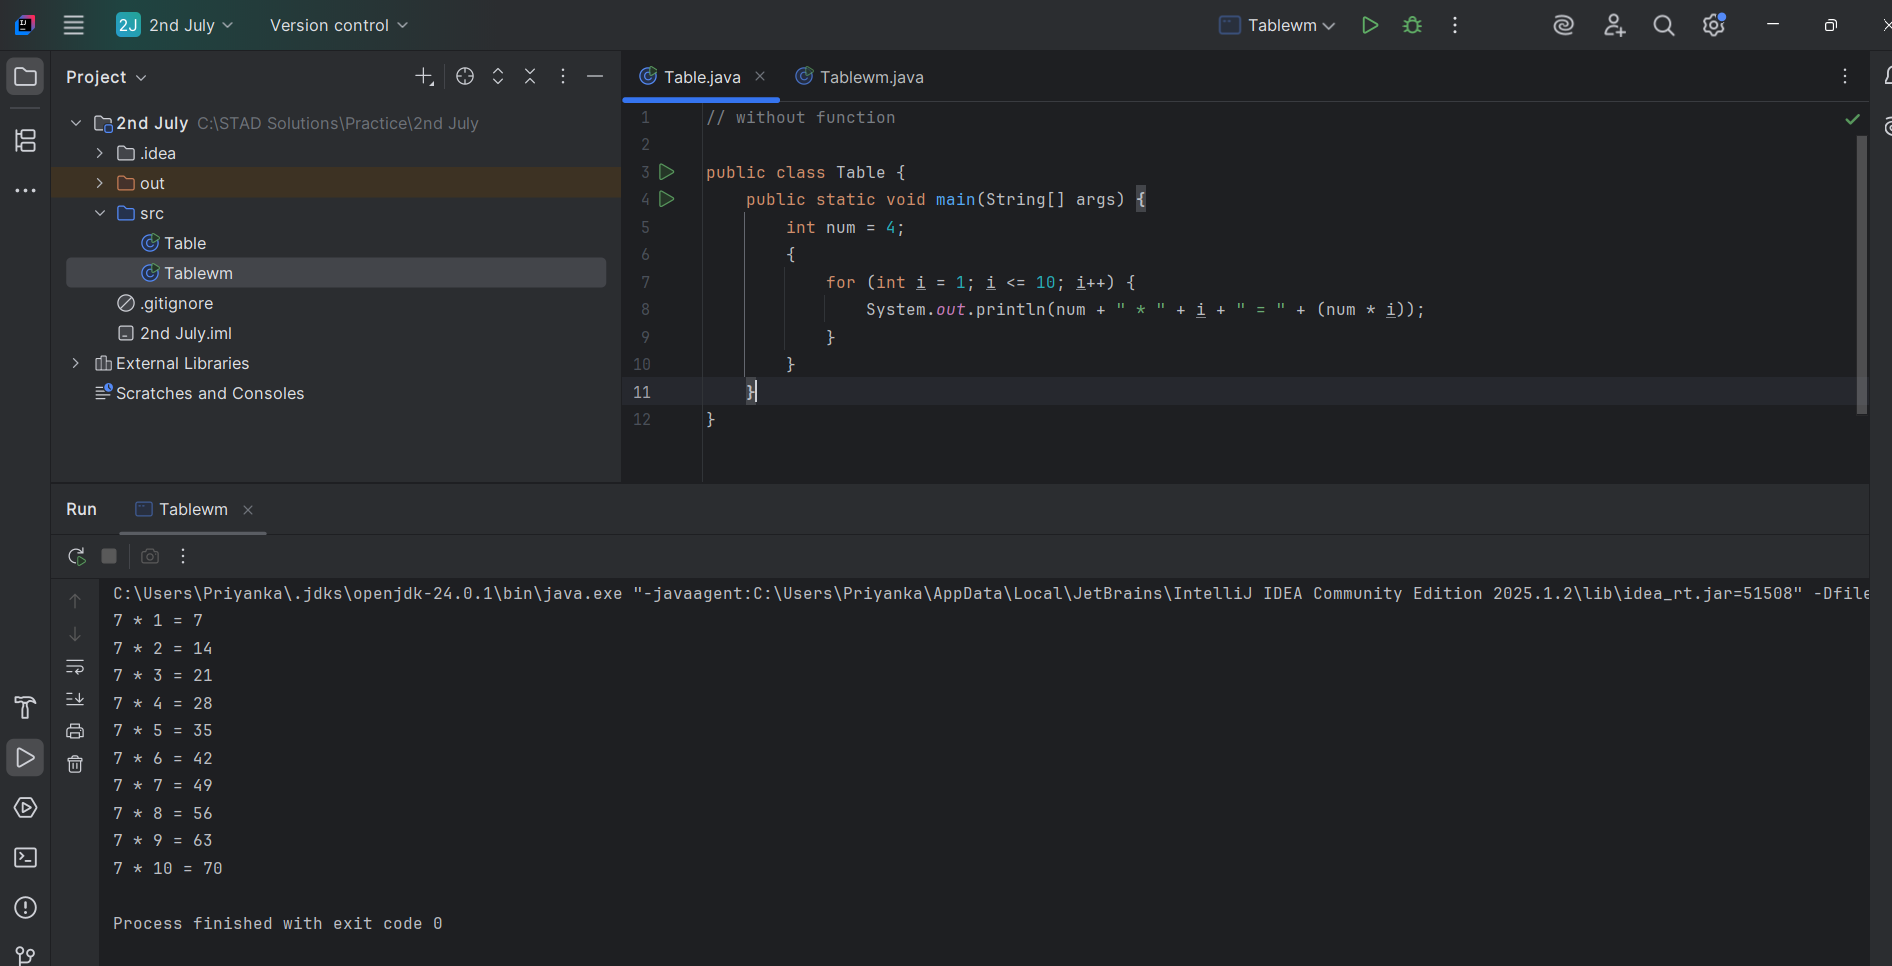 2J 2nd July Version control Tablewm
Project
Table.java Tablewm.java
2nd July C:\STAD Solutions\Practice\2nd July
.idea
out
src
Table
Tablewm
.gitignore
2nd July.iml
External Libraries
Scratches and Consoles
1 // without function
2
3 public class Table {
4 public static void main(String[] args) {
5 int num = 4;
6 {
7 for (int i = 1; i <= 10; i++) {
8 System.out.println(num + " * " + i + " = " + (num * i));
9 }
10 }
11 }
12 }
Run Tablewm
C:\Users\Priyanka\.jdks\openjdk-24.0.1\bin\java.exe "-javaagent:C:\Users\Priyanka\AppData\Local\JetBrains\IntelliJ IDEA Community Edition 2025.1.2\lib\idea_rt.jar=51508" -Dfile
7 * 1 = 7
7 * 2 = 14
7 * 3 = 21
7 * 4 = 28
7 * 5 = 35
7 * 6 = 42
7 * 7 = 49
7 * 8 = 56
7 * 9 = 63
7 * 10 = 70
Process finished with exit code 0